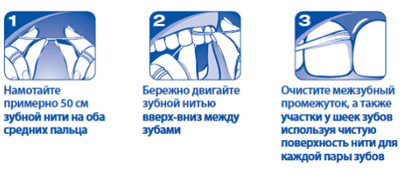 1
Намотайте
примерно 50 см
зубной нити на оба
средних пальца
2
Бережно двигайте
зубной нитью
вверх-вниз между
зубами
3
Очистите межзубный
промежуток, а также
участки у шеек зубов
используя чистую
поверхность нити для
каждой пары зубов